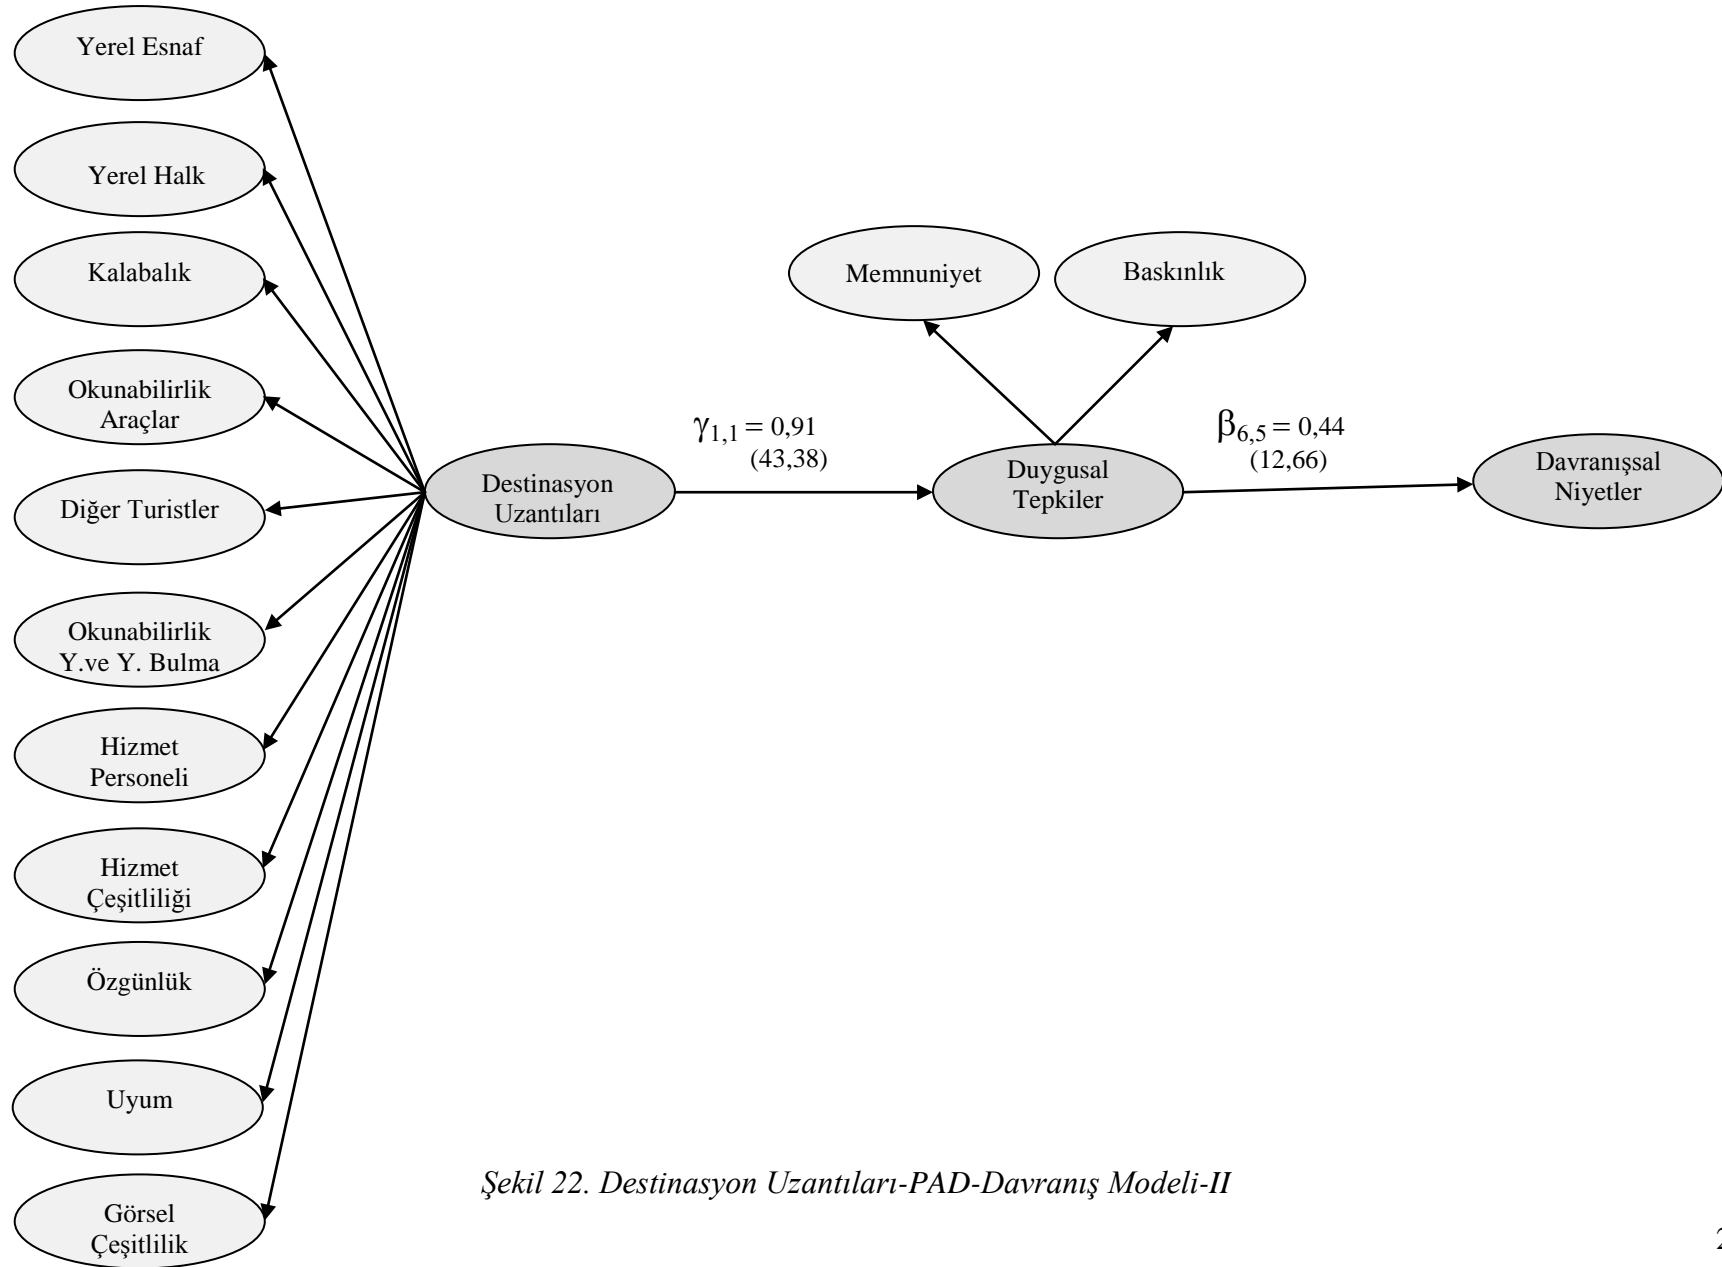 Yerel Esnaf
Yerel Halk
Kalabalık
Okunabilirlik
Araçlar
Diğer Turistler
Okunabilirlik
Y.ve Y. Bulma
Hizmet
Personeli
Hizmet
Çeşitliliği
Özgünlük
Uyum
Görsel
Çeşitlilik
Destinasyon
Uzantıları
γ1,1 = 0,91
(43,38)
Memnuniyet
Baskınlık
Duygusal
Tepkiler
β6,5 = 0,44
(12,66)
Davranışsal
Niyetler
Şekil 22. Destinasyon Uzantıları-PAD-Davranış Modeli-II
2